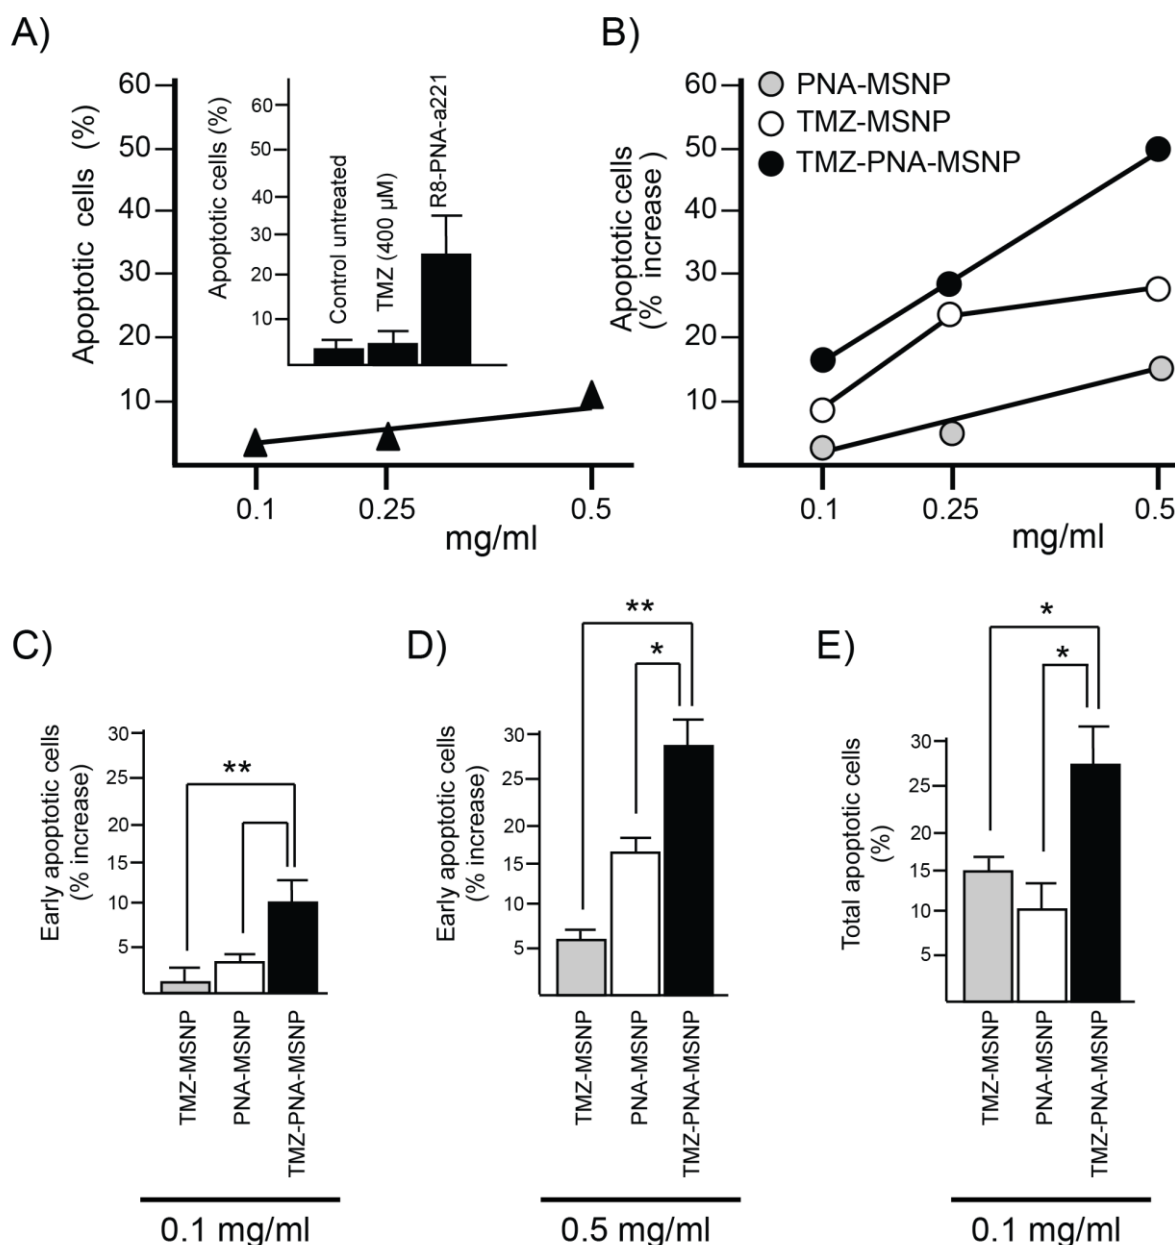 A)
Apoptotic cells (%)
60
50
40
30
20
10
0.1
0.25
0.5
mg/ml
Apoptotic cells (%)
60
50
40
30
20
10
Control untreated
TMZ (400 µM)
R8-PNA-a221
B)
Apoptotic cells
(% increase )
60
50
40
30
20
10
PNA-MSNP
TMZ-MSNP
TMZ-PNA-MSNP
0.1
0.25
0.5
mg/ml
C)
Early apoptotic cells
(% increase)
30
25
20
15
10
5
**
TMZ-MSNP
PNA-MSNP
TMZ-PNA-MSNP
0.1 mg/ml
D)
Early apoptotic cells
(% increase)
30
25
20
15
10
5
**
*
TMZ-MSNP
PNA-MSNP
TMZ-PNA-MSNP
0.5 mg/ml
E)
Total apoptotic cells
(%)
30
20
15
10
5
*
*
TMZ-MSNP
PNA-MSNP
TMZ-PNA-MSNP
0.1 mg/ml